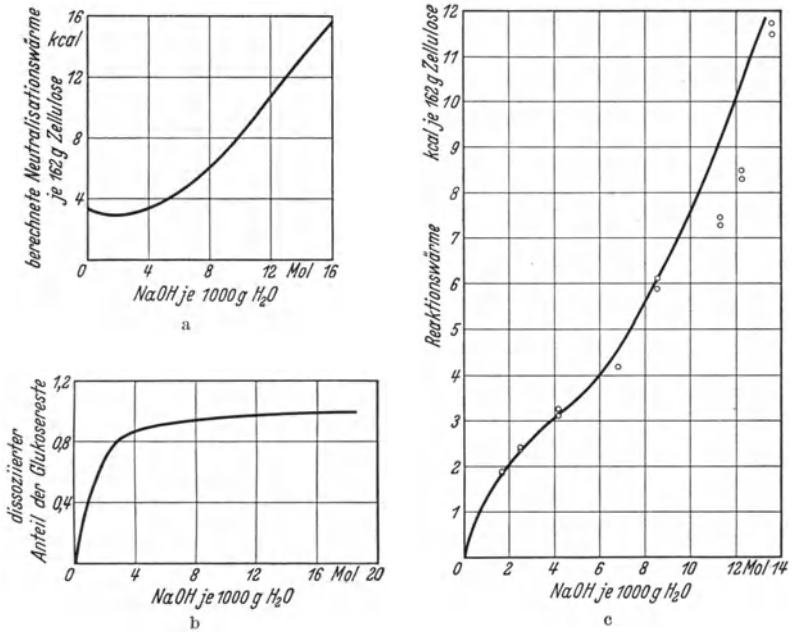 berechnete Neutralisationswärme
je 162 g Zellulose
16
kcal
12
8
4
0 4 8 12 Mol 16
NaOH je 1000 g H₂O
a
dissoziierter
Anteil der Glukosereste
1,2
0,8
0,4
0
0 4 8 12 16 Mol 20
NaOH je 1000 g H₂O
b
Reaktionswärme kcal je 162 g Zellulose
12
11
10
9
8
7
6
5
4
3
2
1
0 2 4 6 8 10 12 Mol 14
NaOH je 1000 g H₂O
c